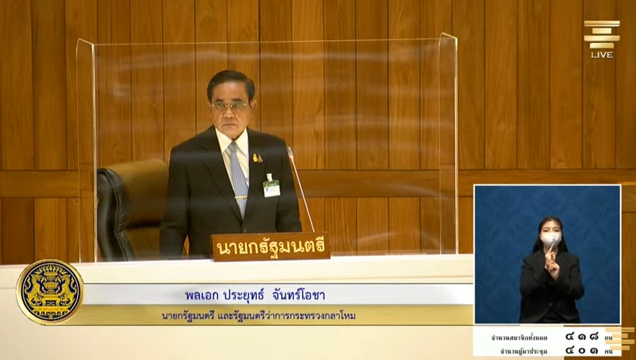 LIVE
นายกรัฐมนตรี
พลเอก ประยุทธ์ จันทร์โอชา
นายกรัฐมนตรี และรัฐมนตรีว่าการกระทรวงกลาโหม
จำนวนสมาชิกทั้งหมด ๔๑๘ คน
จำนวนผู้มาประชุม ๔๐๑ คน